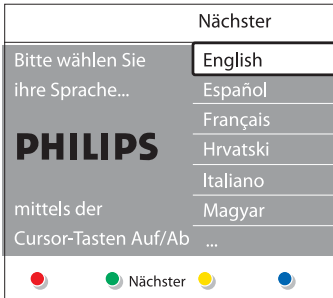 Nächster
Bitte wählen Sie
ihre Sprache...
PHILIPS
mittels der
Cursor-Tasten Auf/Ab
English
Español
Français
Hrvatski
Italiano
Magyar
...
Nächster